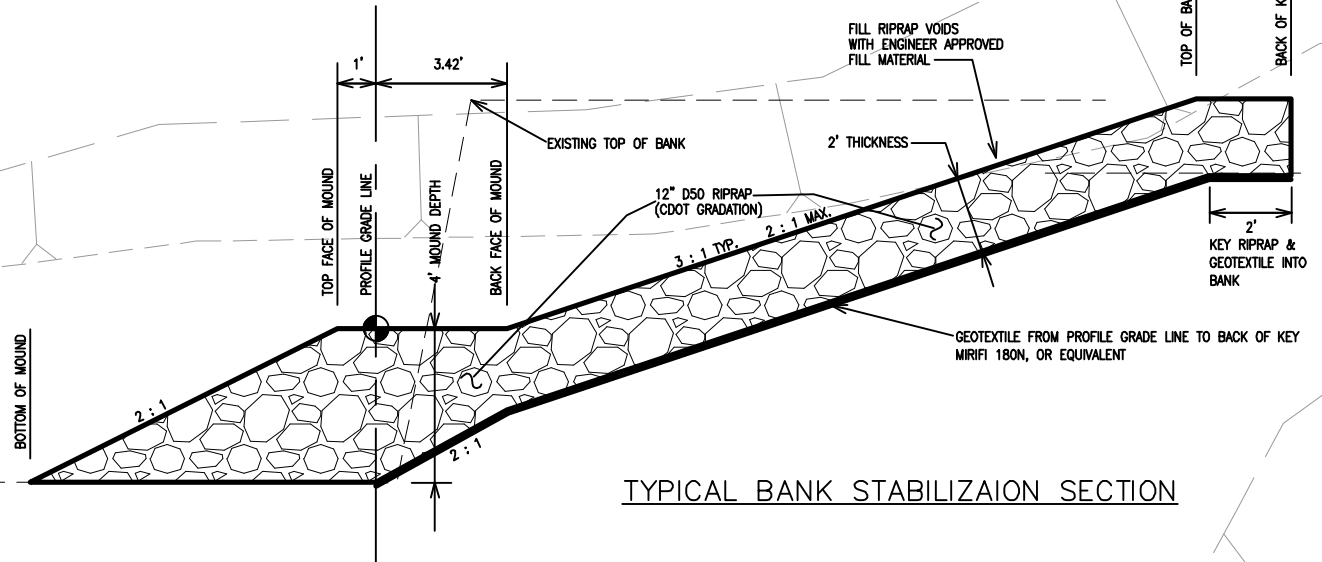 FILL RIPRAP VOIDS
WITH ENGINEER APPROVED
FILL MATERIAL
TOP OF
BACK OF
1'
3.42'
EXISTING TOP OF BANK
2' THICKNESS
TOP FACE OF MOUND
PROFILE GRADE LINE
4' MOUND DEPTH
BACK FACE OF MOUND
12" D50 RIPRAP
(CDOT GRADATION)
3 : 1 TYP.
2 : 1 MAX.
2'
KEY RIPRAP &
GEOTEXTILE INTO
BANK
BOTTOM OF MOUND
2 : 1
2 : 1
GEOTEXTILE FROM PROFILE GRADE LINE TO BACK OF KEY
MIRIFI 180N, OR EQUIVALENT
TYPICAL BANK STABILIZAION SECTION